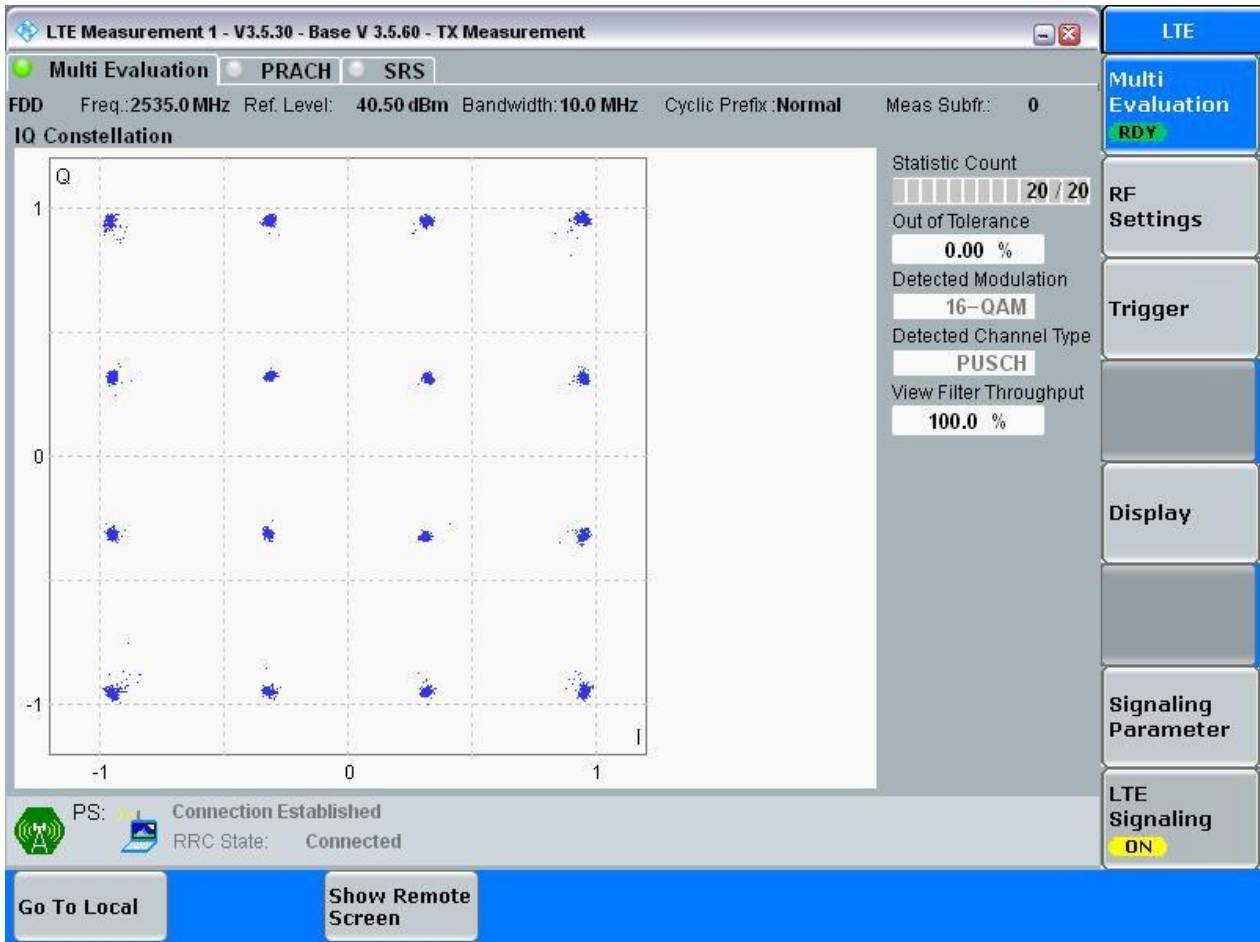 LTE Measurement 1 - V3.5.30 - Base V 3.5.60 - TX Measurement
LTE
Multi Evaluation PRACH SRS
FDD Freq.:2535.0 MHz Ref. Level: 40.50 dBm Bandwidth:10.0 MHz Cyclic Prefix :Normal Meas Subfr.: 0
IQ Constellation
Q
1
0
-1
I
-1 0 1
Statistic Count
20 / 20
Out of Tolerance
0.00 %
Detected Modulation
16-QAM
Detected Channel Type
PUSCH
View Filter Throughput
100.0 %
Multi
Evaluation
RDY
RF
Settings
Trigger
Display
Signaling
Parameter
LTE
Signaling
ON
PS: Connection Established
RRC State: Connected
Go To Local
Show Remote
Screen